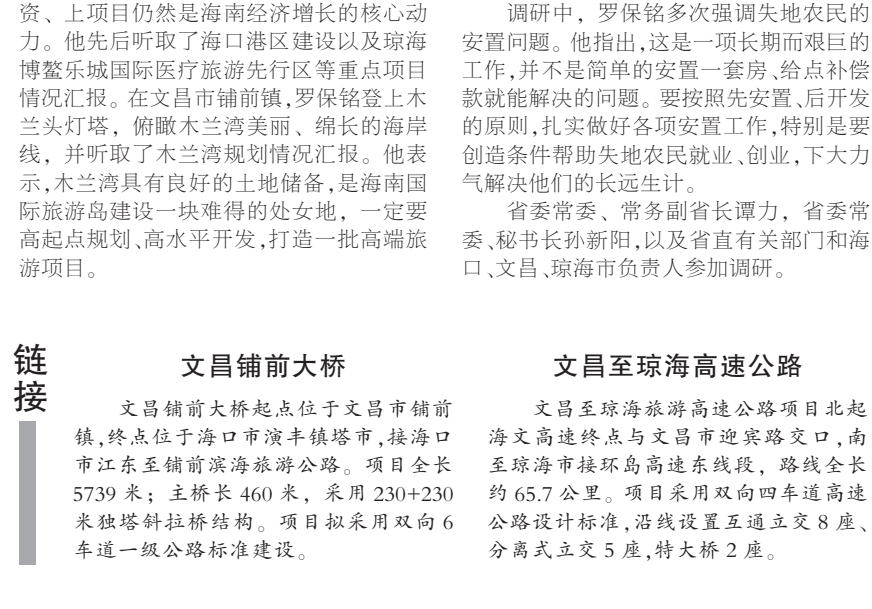 资、上项目仍然是海南经济增长的核心动
力。他先后听取了海口港区建设以及琼海
博鳌乐城国际医疗旅游先行区等重点项目
情况汇报。在文昌市铺前镇,罗保铭登上木
兰头灯塔，俯瞰木兰湾美丽、绵长的海岸
线，并听取了木兰湾规划情况汇报。他表
示,木兰湾具有良好的土地储备,是海南国
际旅游岛建设一块难得的处女地，一定要
高起点规划、高水平开发,打造一批高端旅
游项目。
调研中，罗保铭多次强调失地农民的
安置问题。他指出,这是一项长期而艰巨的
工作,并不是简单的安置一套房、给点补偿
款就能解决的问题。要按照先安置、后开发
的原则,扎实做好各项安置工作,特别是要
创造条件帮助失地农民就业、创业,下大力
气解决他们的长远生计。
省委常委、常务副省长谭力，省委常
委、秘书长孙新阳,以及省直有关部门和海
口、文昌、琼海市负责人参加调研。
链接
文昌铺前大桥
文昌铺前大桥起点位于文昌市铺前
镇,终点位于海口市演丰镇塔市,接海口
市江东至铺前滨海旅游公路。项目全长
5739 米；主桥长 460 米，采用 230+230
米独塔斜拉桥结构。项目拟采用双向 6
车道一级公路标准建设。
文昌至琼海高速公路
文昌至琼海旅游高速公路项目北起
海文高速终点与文昌市迎宾路交口,南
至琼海市接环岛高速东线段，路线全长
约 65.7 公里。项目采用双向四车道高速
公路设计标准,沿线设置互通立交 8 座、
分离式立交 5 座,特大桥 2 座。